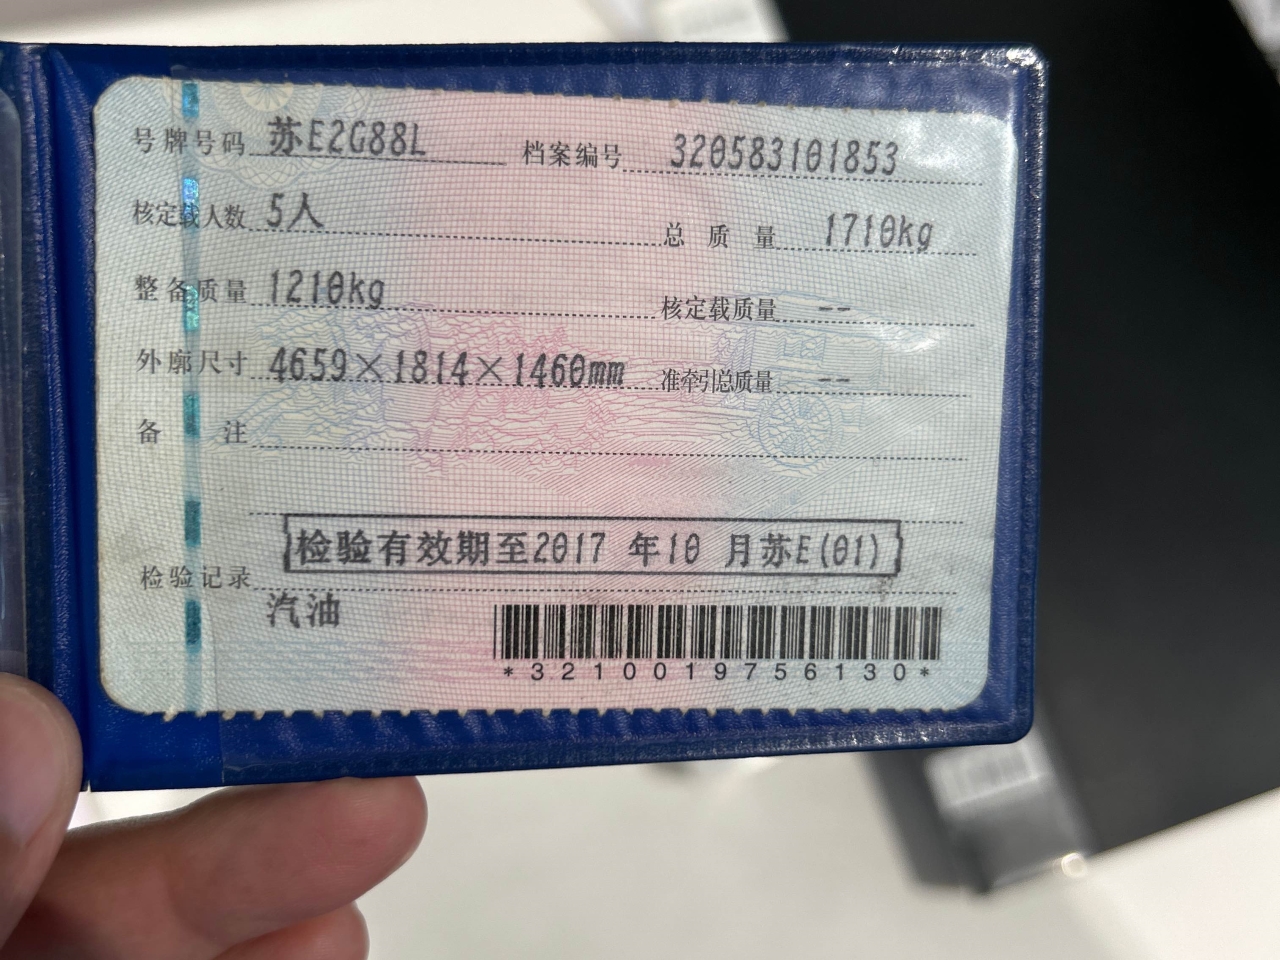 号牌号码 苏E2G88L 档案编号 320583101853
核定载人数 5人 总质量 1710kg
整备质量 1210kg 核定载质量 --
外廓尺寸 4659×1814×1460mm 准牵引总质量 --
备注
检验记录 检验有效期至2017 年10 月苏E(01)
汽油
*3210019756130*